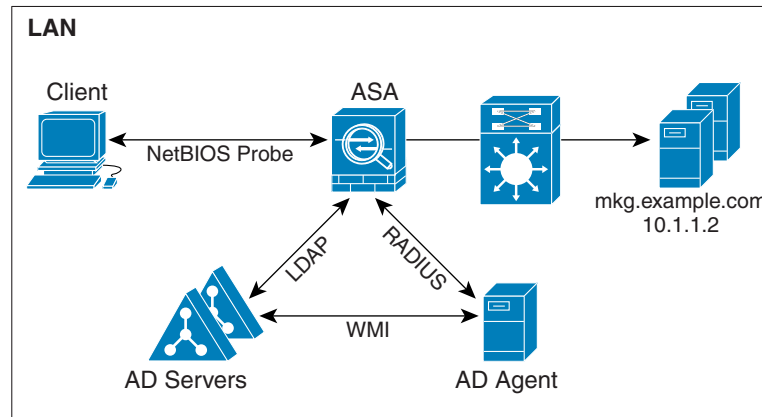 LAN
Client
ASA
NetBIOS Probe
mkg.example.com
10.1.1.2
LDAP
RADIUS
WMI
AD Servers
AD Agent